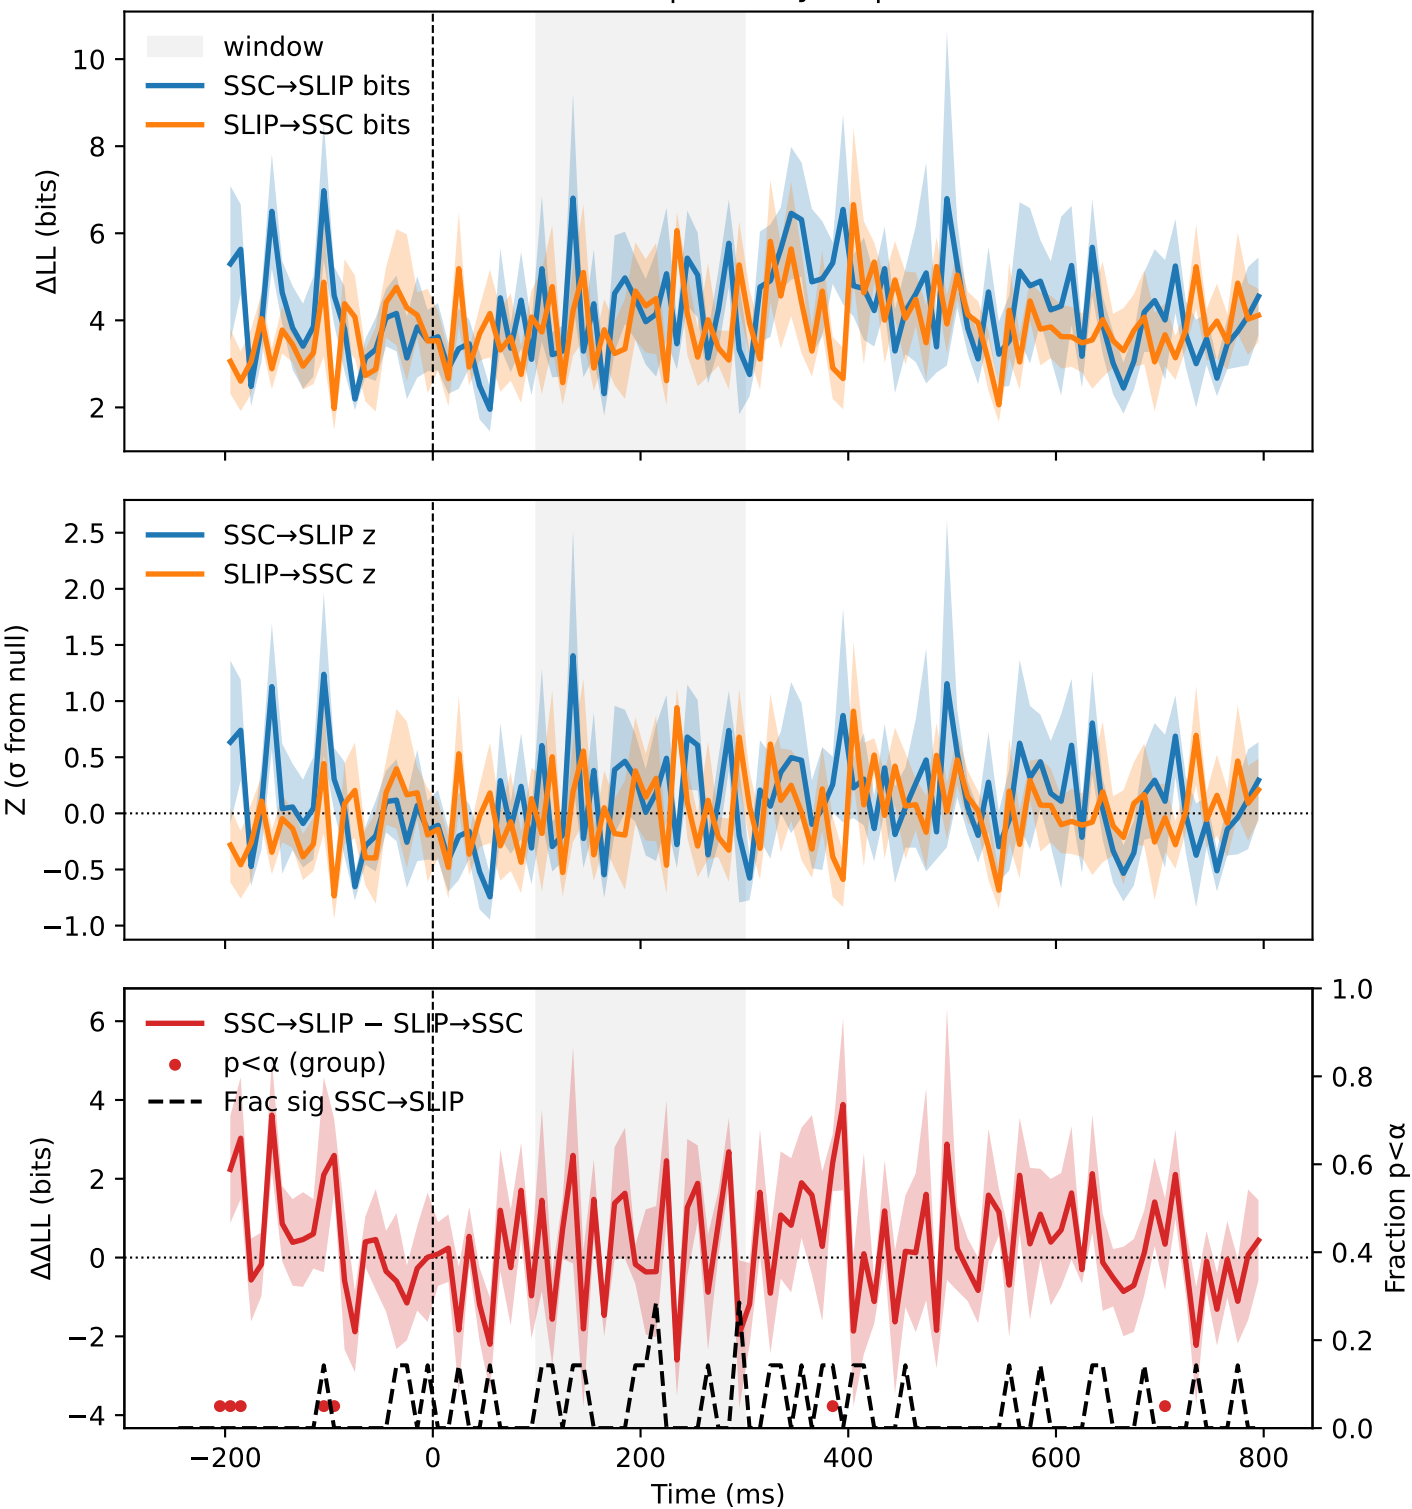 10
8
6
4
2
ΔLL (bits)
window
SSC→SLIP bits
SLIP→SSC bits
2.5
2.0
1.5
1.0
0.5
0.0
−0.5
−1.0
Z (σ from null)
SSC→SLIP z
SLIP→SSC z
6
4
2
0
−2
−4
ΔΔLL (bits)
SSC→SLIP − SLIP→SSC
p<α (group)
Frac sig SSC→SLIP
1.0
0.8
0.6
0.4
0.2
0.0
Fraction p<α
−200 0 200 400 600 800
Time (ms)